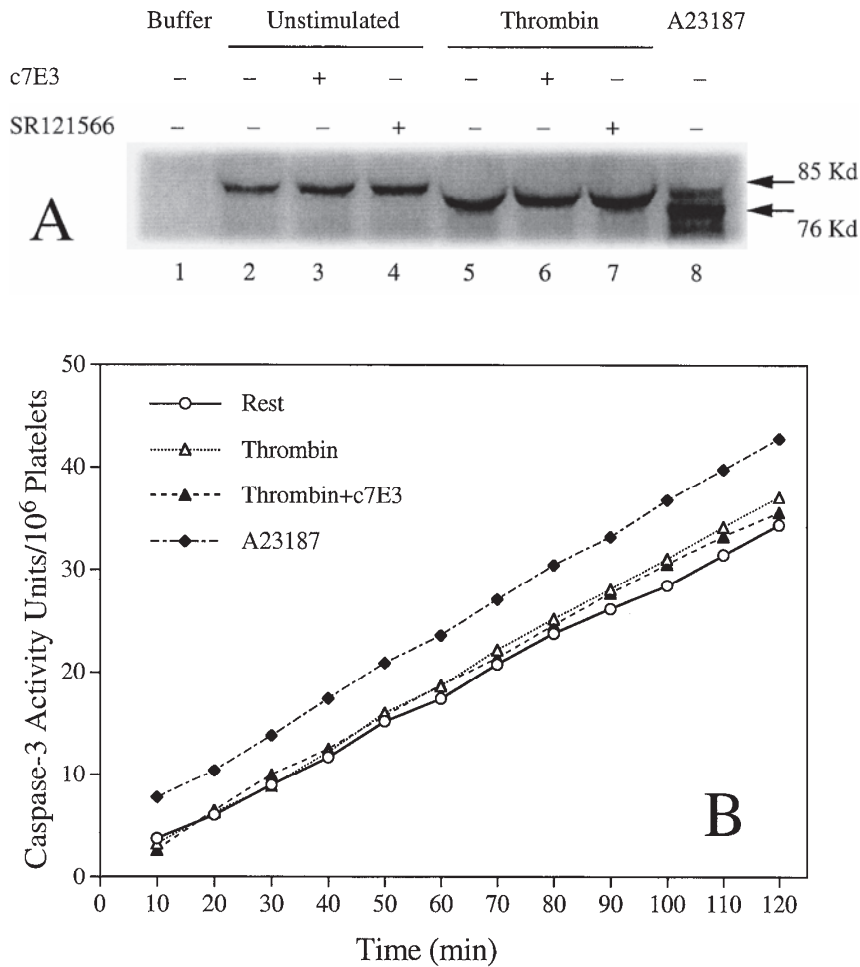 Buffer Unstimulated Thrombin A23187
c7E3 – – + – – + – –
SR121566 – – – + – – + –
85 Kd
A
76 Kd
1 2 3 4 5 6 7 8
50
Rest
Thrombin
40
Thrombin+c7E3
A23187
30
20
10
B
0
0 10 20 30 40 50 60 70 80 90 100 110 120
Caspase-3 Activity Units/10⁶ Platelets
Time (min)